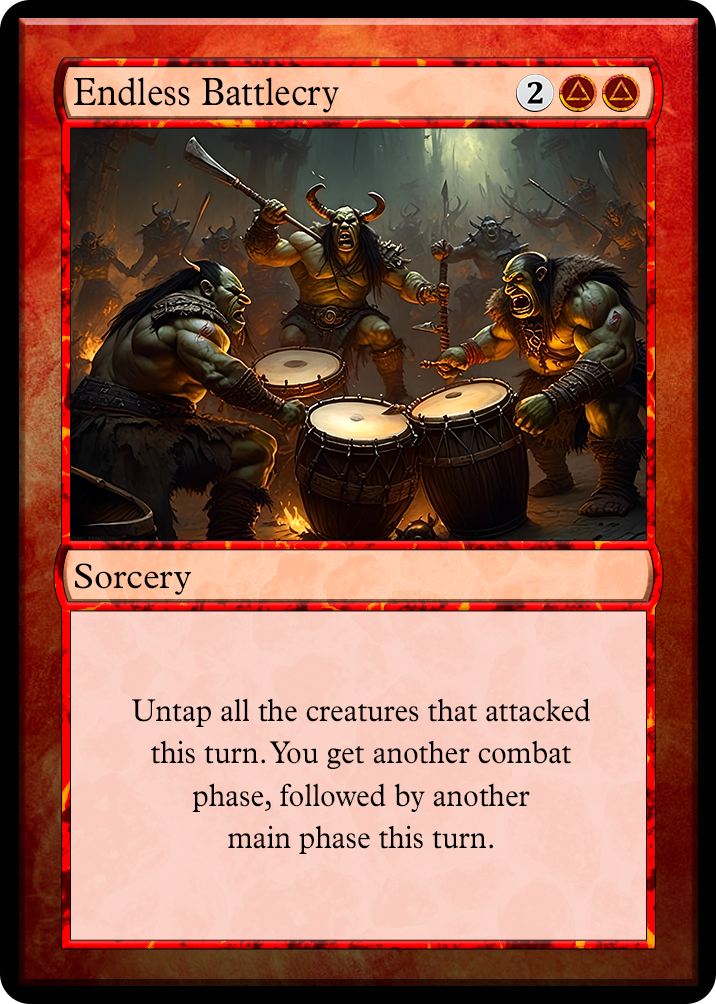 Endless Battlecry 2
Sorcery
Untap all the creatures that attacked
this turn. You get another combat
phase, followed by another
main phase this turn.